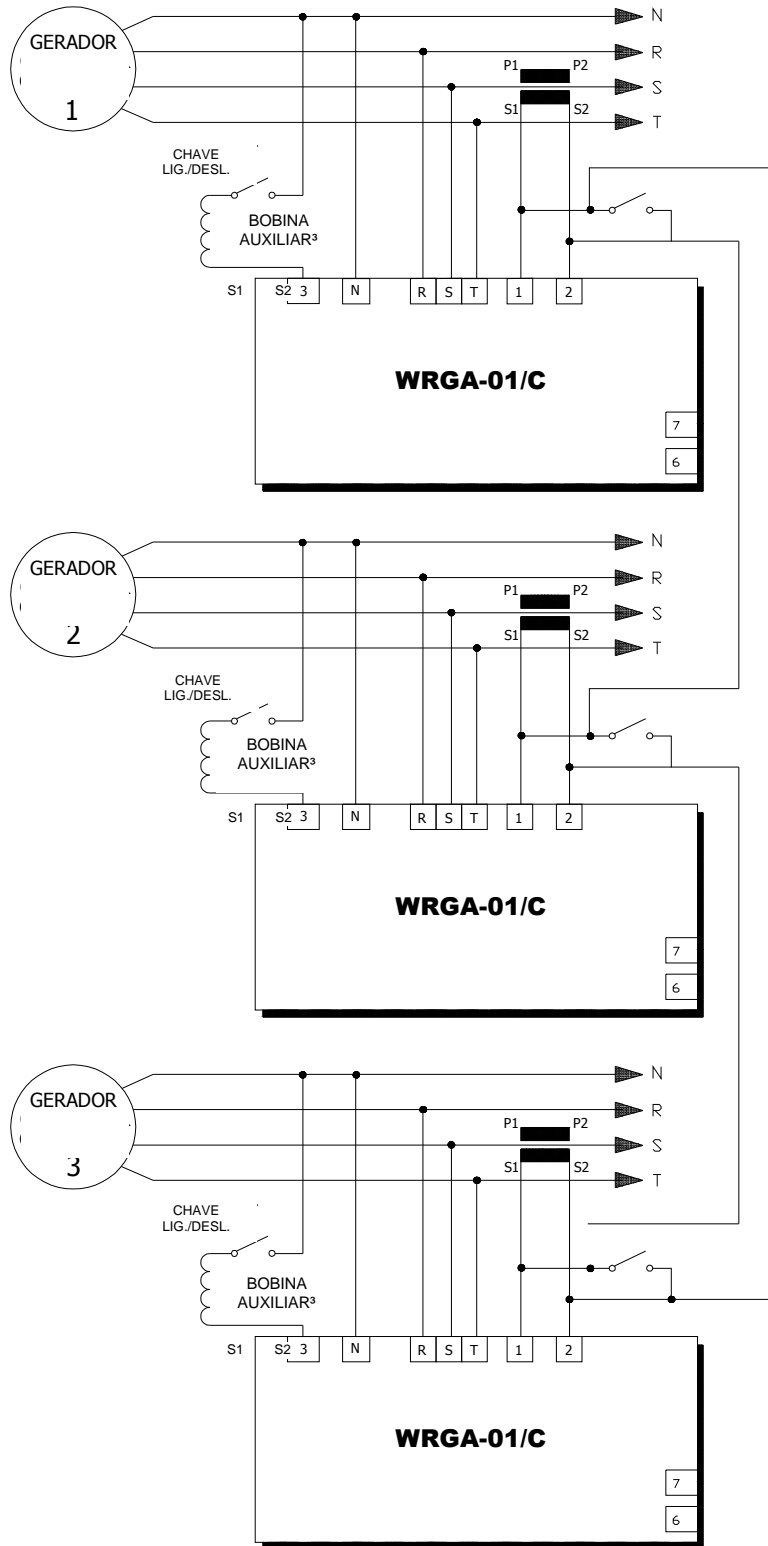 N
GERADOR
R
P1 P2
S
1
S1 S2
T
CHAVE
LIG./DESL.
BOBINA
AUXILIAR³
S1 S2 3 N R S T 1 2
WRGA-01/C
7
6
N
GERADOR
R
P1 P2
S
2
S1 S2
T
CHAVE
LIG./DESL.
BOBINA
AUXILIAR³
S1 S2 3 N R S T 1 2
WRGA-01/C
7
6
N
GERADOR
R
P1 P2
S
3
S1 S2
T
CHAVE
LIG./DESL.
BOBINA
AUXILIAR³
S1 S2 3 N R S T 1 2
WRGA-01/C
7
6